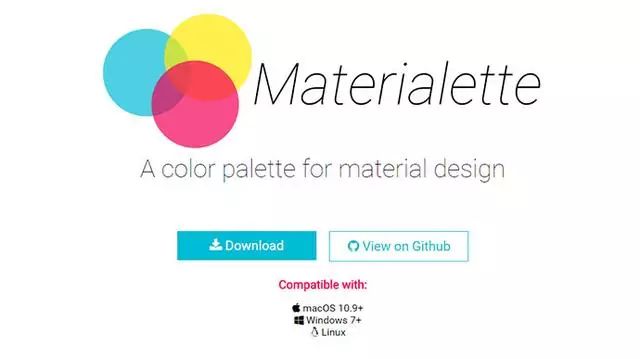 Materialette
A color palette for material design
Download
View on Github
Compatible with:
macOS 10.9+
Windows 7+
Linux